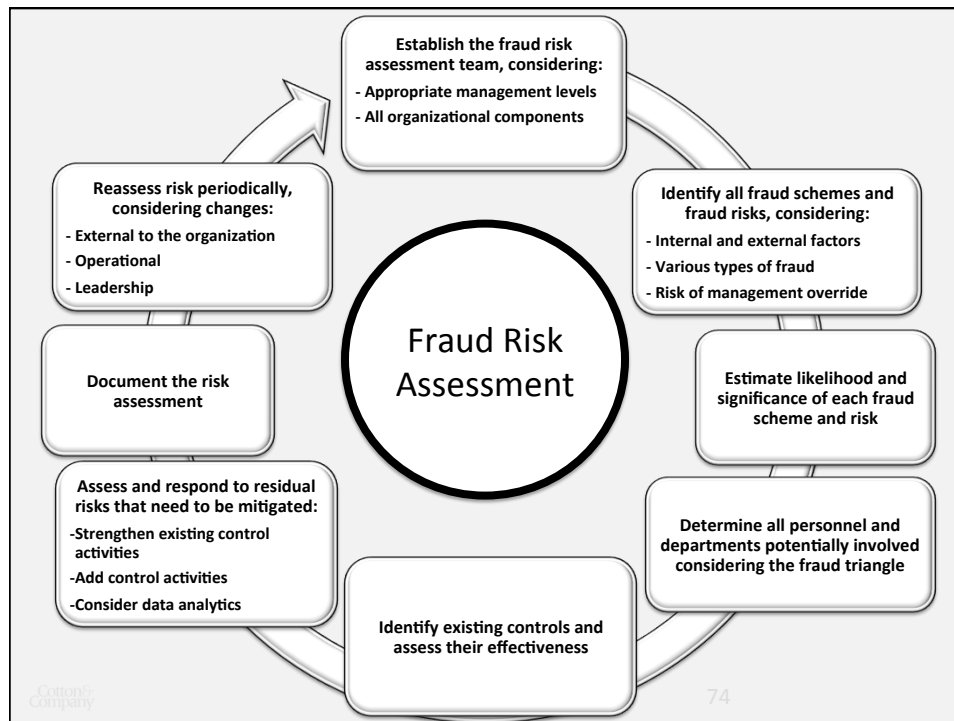 Establish the fraud risk
assessment team, considering:
- Appropriate management levels
- All organizational components
Identify all fraud schemes and
fraud risks, considering:
- Internal and external factors
- Various types of fraud
- Risk of management override
Estimate likelihood and
significance of each fraud
scheme and risk
Determine all personnel and
departments potentially involved
considering the fraud triangle
Identify existing controls and
assess their effectiveness
Assess and respond to residual
risks that need to be mitigated:
-Strengthen existing control
activities
-Add control activities
-Consider data analytics
Document the risk
assessment
Reassess risk periodically,
considering changes:
- External to the organization
- Operational
- Leadership
Fraud Risk
Assessment
Cotton&
Company
74